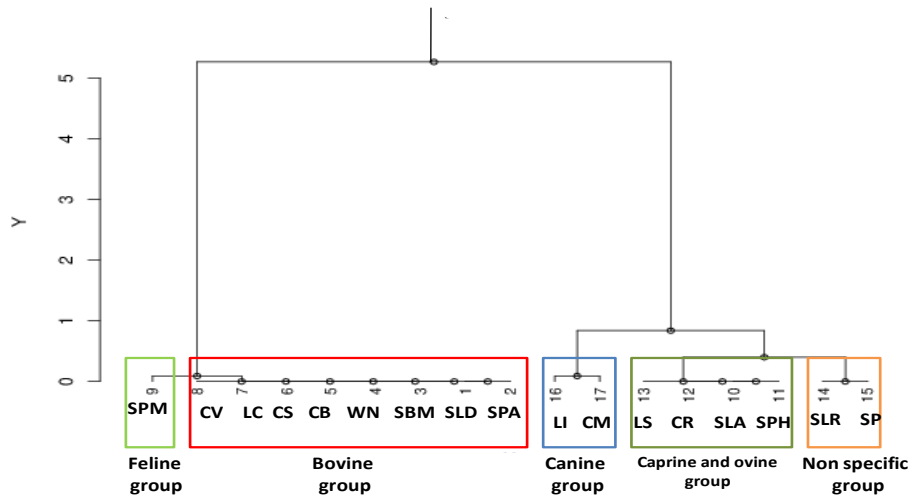 5
4
3
2
1
0
Y
9 8 7 6 5 4 3 1 2 16 17 13 12 10 11 14 15
SPM CV LC CS CB WN SBM SLD SPA LI CM LS CR SLA SPH SLR SP
Feline Bovine Canine Caprine and ovine Non specific
group group group group group